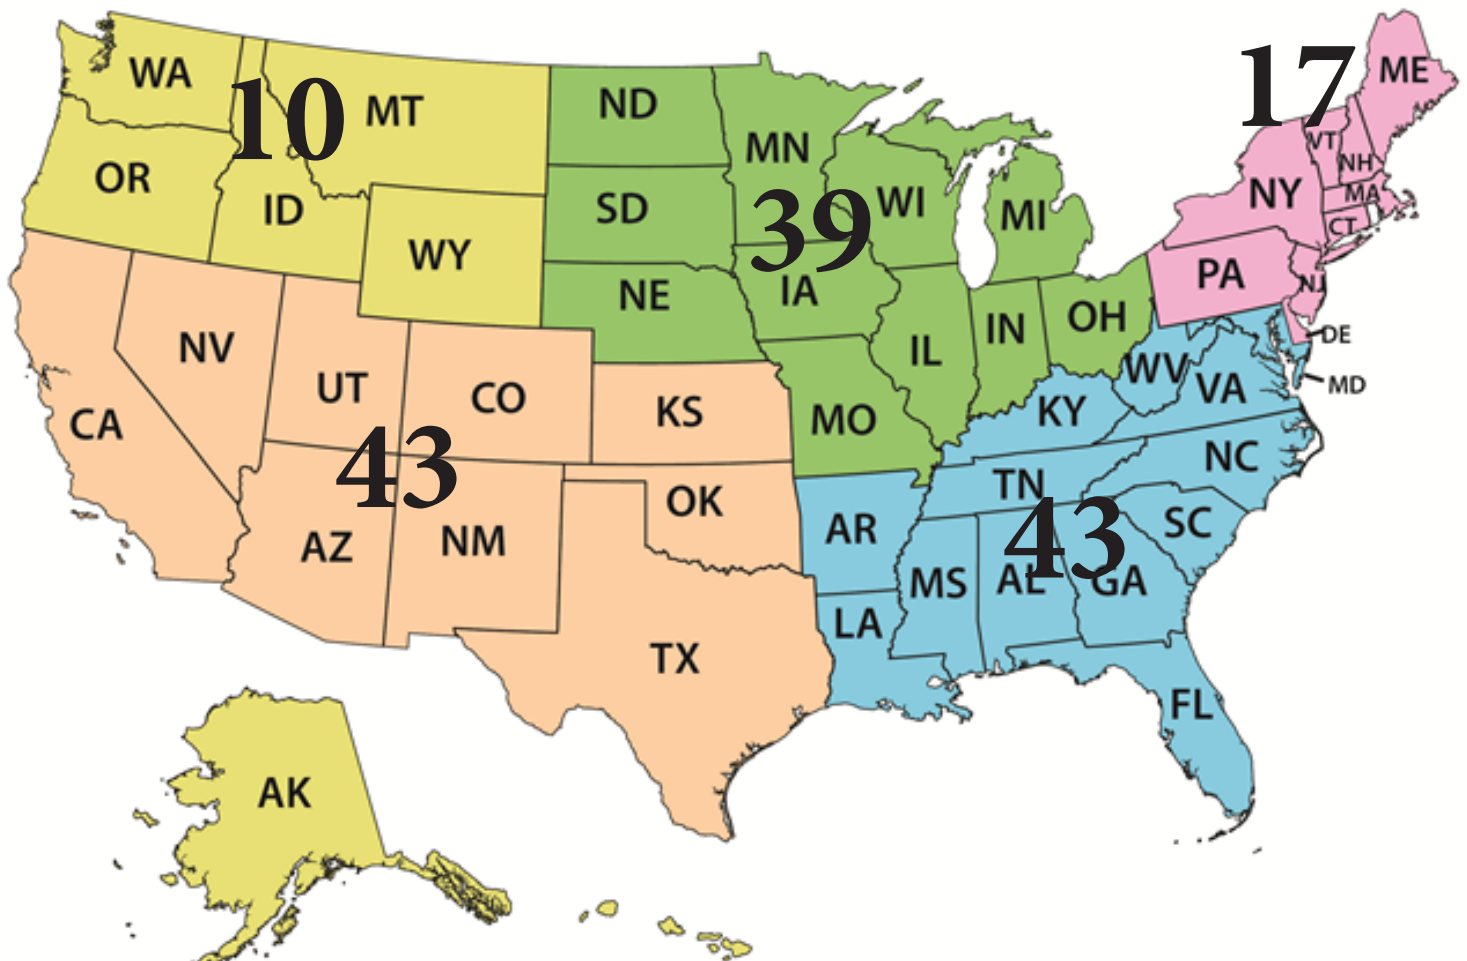 WA
10
MT
ND
MN
17
ME
VT
NH
OR
ID
SD
39
WI
MI
NY
MA
CT
WY
NE
IA
PA
NJ
NV
UT
CO
KS
MO
IL
IN
OH
DE
MD
WV
VA
KY
CA
43
AZ
NM
OK
AR
TN
NC
43
SC
MS
AL
GA
LA
TX
FL
AK